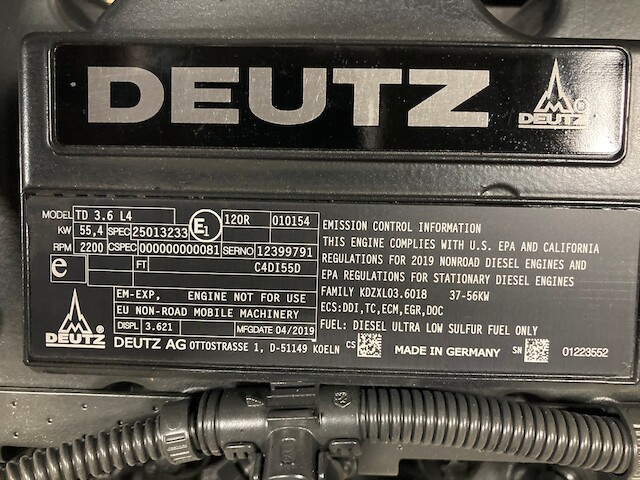 DEUTZ
DEUTZ®
MODEL TD 3.6 L4
KW 55,4 SPEC 25013233 E1 120R 010154
RPM 2200 CSPEC 000000000081 SERNO 12399791
e FT C4DI55D
EM-EXP, ENGINE NOT FOR USE
EU NON-ROAD MOBILE MACHINERY
DISPL 3.621 MFGDATE 04/2019
DEUTZ®
DEUTZ AG OTTOSTRASSE 1, D-51149 KOELN
EMISSION CONTROL INFORMATION
THIS ENGINE COMPLIES WITH U.S. EPA AND CALIFORNIA
REGULATIONS FOR 2019 NONROAD DIESEL ENGINES AND
EPA REGULATIONS FOR STATIONARY DIESEL ENGINES
FAMILY KDZXL03.6018 37-56KW
ECS:DDI,TC,ECM,EGR,DOC
FUEL: DIESEL ULTRA LOW SULFUR FUEL ONLY
CS MADE IN GERMANY SN 01223552